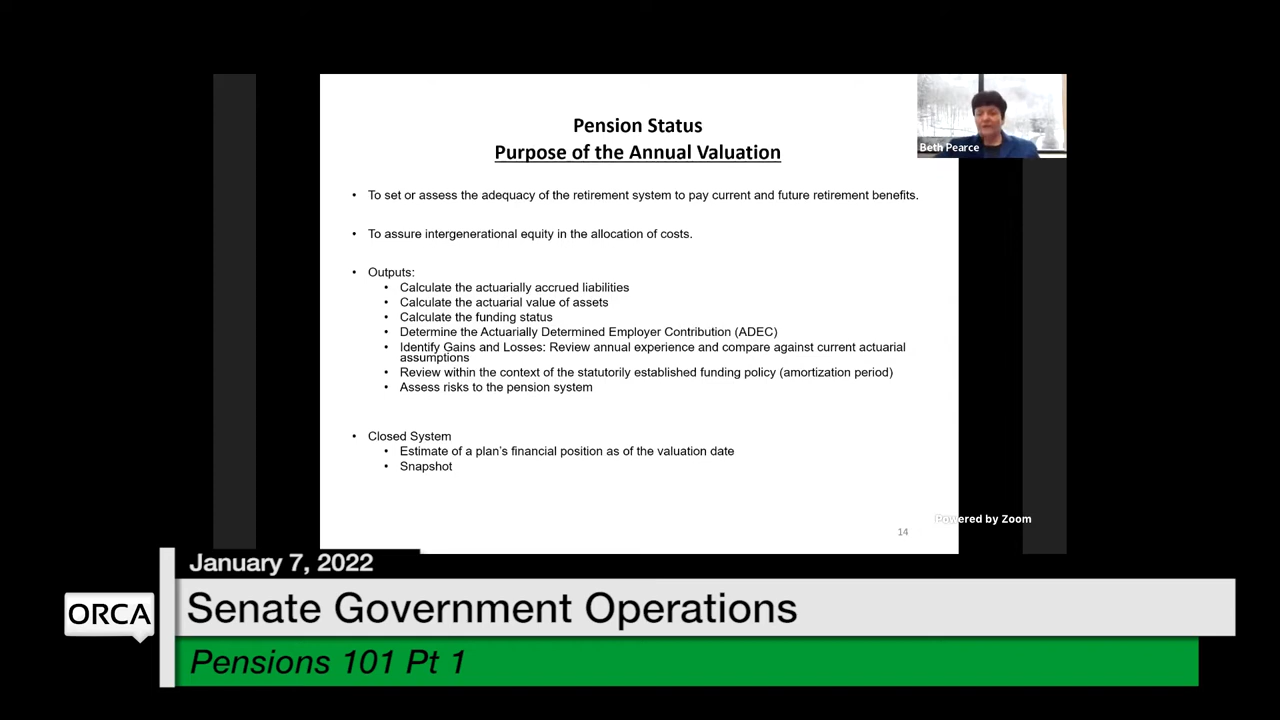 Pension Status
Purpose of the Annual Valuation
Beth Pearce
• To set or assess the adequacy of the retirement system to pay current and future retirement benefits.
• To assure intergenerational equity in the allocation of costs.
• Outputs:
• Calculate the actuarially accrued liabilities
• Calculate the actuarial value of assets
• Calculate the funding status
• Determine the Actuarially Determined Employer Contribution (ADEC)
• Identify Gains and Losses: Review annual experience and compare against current actuarial
assumptions
• Review within the context of the statutorily established funding policy (amortization period)
• Assess risks to the pension system
• Closed System
• Estimate of a plan's financial position as of the valuation date
• Snapshot
Powered by Zoom
14
January 7, 2022
ORCA
Senate Government Operations
Pensions 101 Pt 1